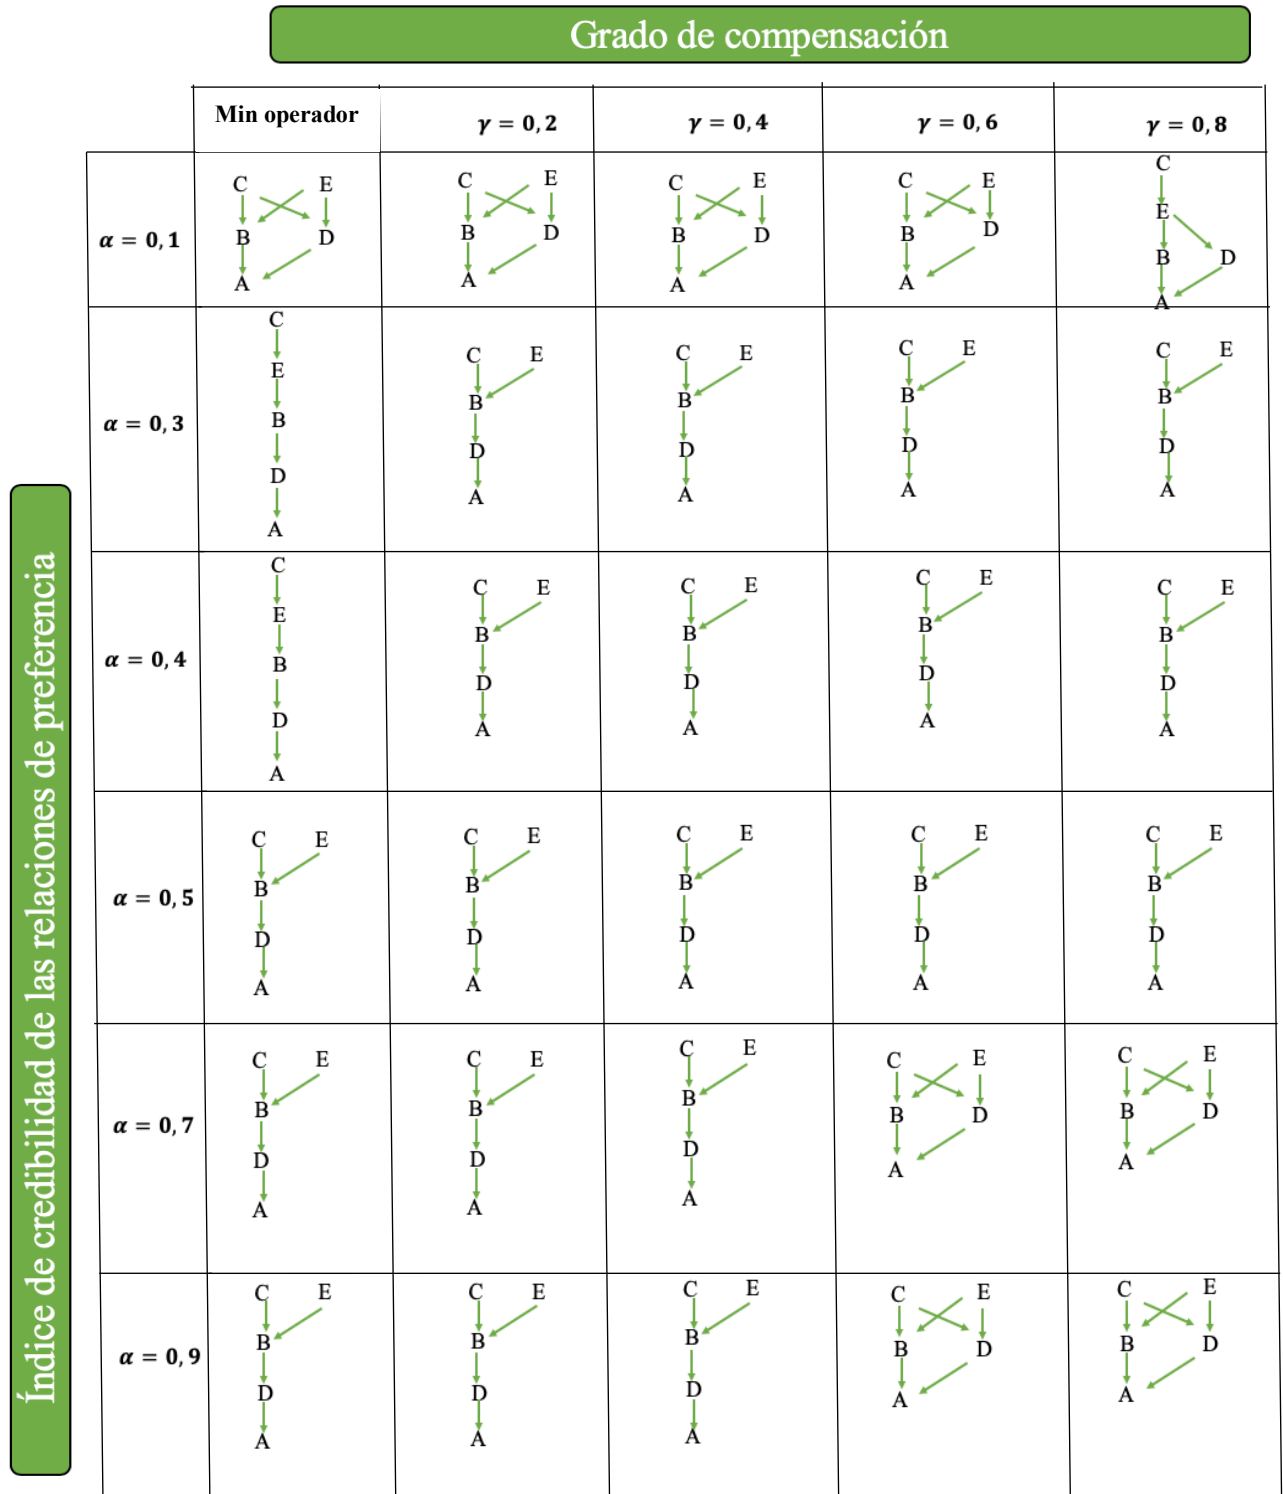 Grado de compensación
Min operador
γ = 0,2
γ = 0,4
γ = 0,6
γ = 0,8
Índice de credibilidad de las relaciones de preferencia
α = 0,1
C E
B D
A
C E
B D
A
C E
B D
A
C E
B D
A
C
E
B D
A
α = 0,3
C
E
B
D
A
C E
B
D
A
C E
B
D
A
C E
B
D
A
C E
B
D
A
α = 0,4
C
E
B
D
A
C E
B
D
A
C E
B
D
A
C E
B
D
A
C E
B
D
A
α = 0,5
C E
B
D
A
C E
B
D
A
C E
B
D
A
C E
B
D
A
C E
B
D
A
α = 0,7
C E
B
D
A
C E
B
D
A
C E
B
D
A
C E
B D
A
C E
B D
A
α = 0,9
C E
B
D
A
C E
B
D
A
C E
B
D
A
C E
B D
A
C E
B D
A